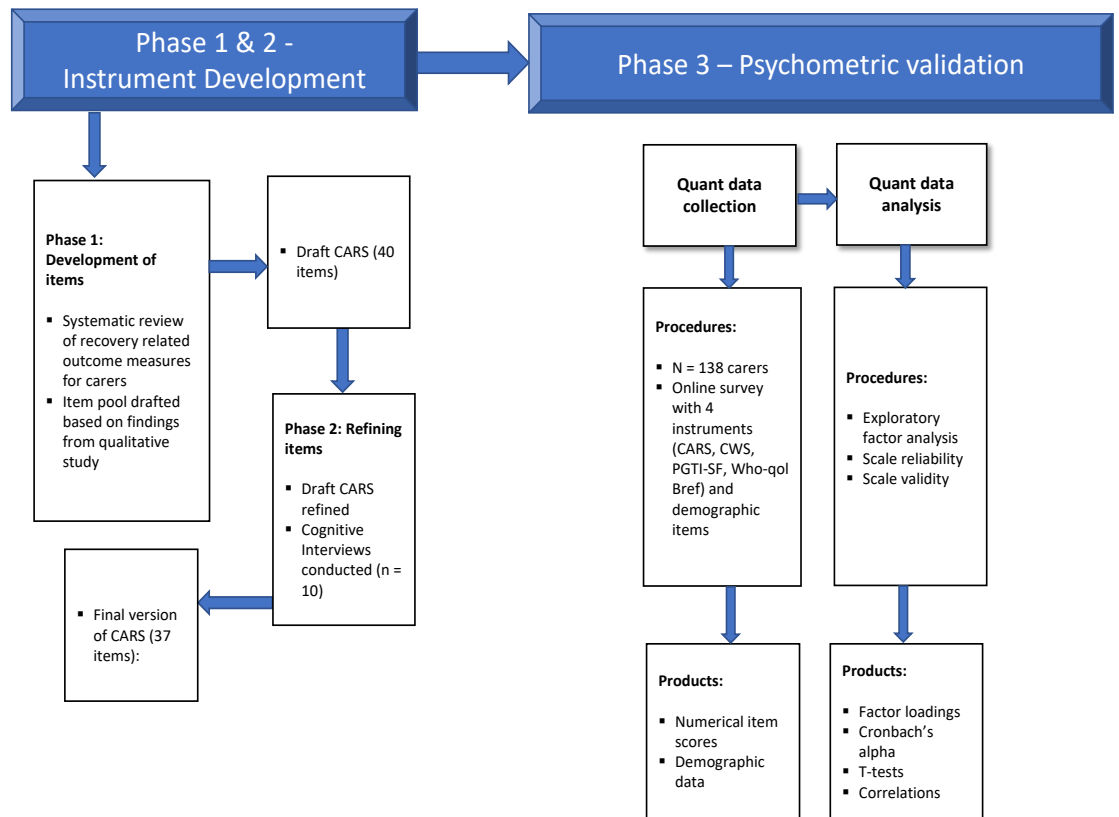 Phase 1 & 2 -
Instrument Development
Phase 3 – Psychometric validation
Phase 1:
Development of
items
▪ Systematic review
of recovery related
outcome measures
for carers
▪ Item pool drafted
based on findings
from qualitative
study
▪ Draft CARS (40
items)
Phase 2: Refining
items
▪ Draft CARS
refined
▪ Cognitive
Interviews
conducted (n =
10)
▪ Final version
of CARS (37
items):
Quant data
collection
Quant data
analysis
Procedures:
▪ N = 138 carers
▪ Online survey
with 4
instruments
(CARS, CWS,
PGTI-SF, Who-qol
Bref) and
demographic
items
Procedures:
▪ Exploratory
factor analysis
▪ Scale reliability
▪ Scale validity
Products:
▪ Numerical item
scores
▪ Demographic
data
Products:
▪ Factor loadings
▪ Cronbach's
alpha
▪ T-tests
▪ Correlations